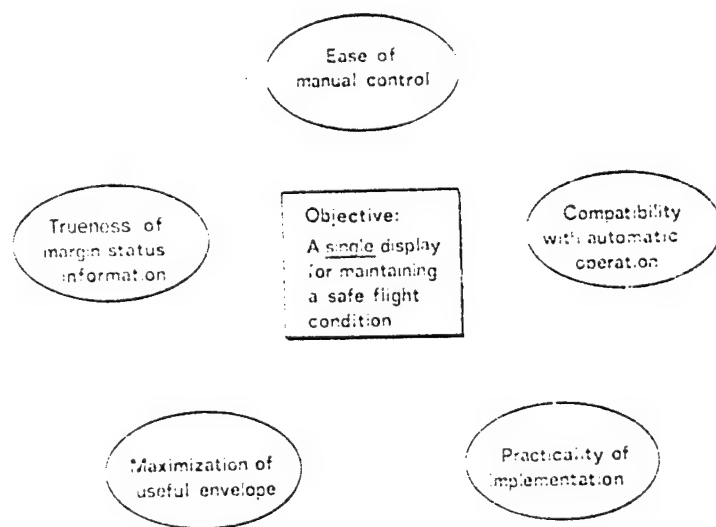 Ease of
manual control
Trueness of
margin status
information
Objective:
A single display
for maintaining
a safe flight
condition
Compatibility
with automatic
operation
Maximization of
useful envelope
Practicality of
implementation